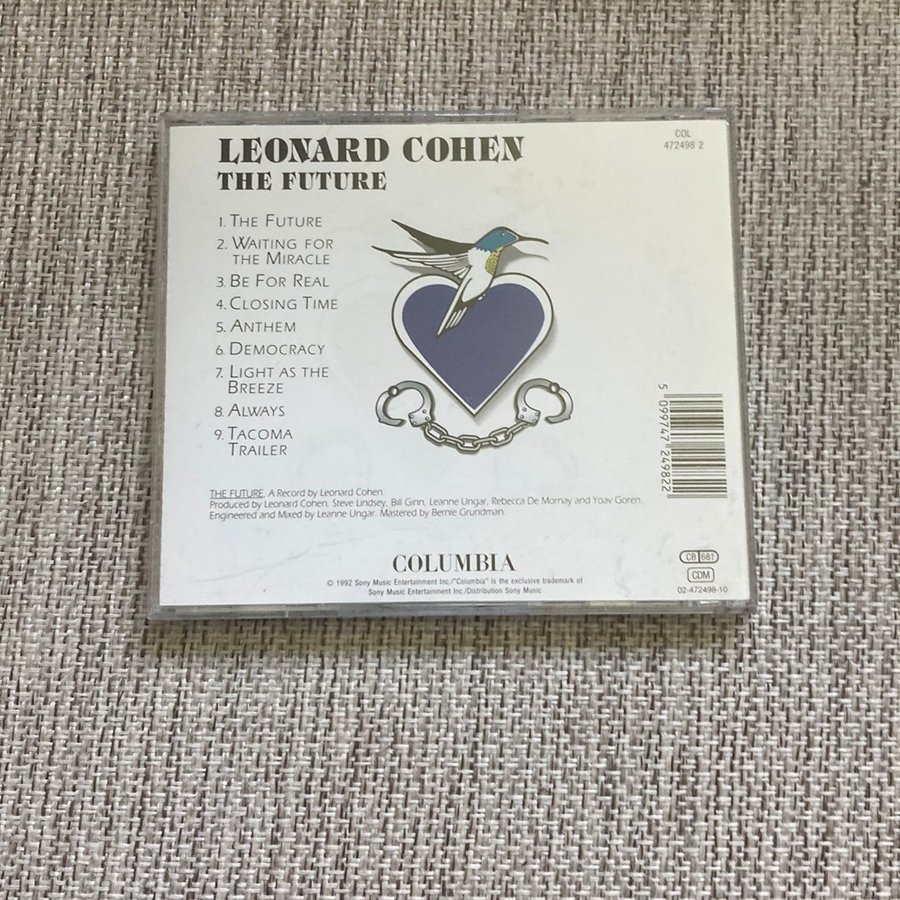 LEONARD COHEN
THE FUTURE
COL
472498 2
1. THE FUTURE
2. WAITING FOR
THE MIRACLE
3. BE FOR REAL
4. CLOSING TIME
5. ANTHEM
6. DEMOCRACY
7. LIGHT AS THE
BREEZE
8. ALWAYS
9. TACOMA
TRAILER
5 099747 249822
THE FUTURE. A Record by Leonard Cohen.
Produced by Leonard Cohen, Steve Lindsey, Bill Ginn, Leanne Ungar, Rebecca De Mornay and Yoav Goren.
Engineered and Mixed by Leanne Ungar. Mastered by Bernie Grundman.
COLUMBIA
© 1992 Sony Music Entertainment Inc./"Columbia" is the exclusive trademark of
Sony Music Entertainment Inc./Distribution Sony Music
CB 681
CDM
02-472498-10